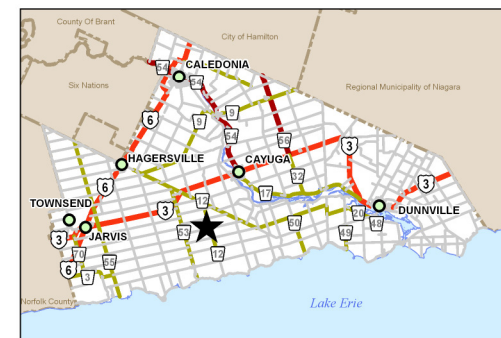 County Of Brant
City of Hamilton
CALEDONIA
54
54
Six Nations
Regional Municipality of Niagara
6
9
9
54
56
3
HAGERSVILLE
CAYUGA
6
32
3
TOWNSEND
12
17
3
DUNNVILLE
3
JARVIS
53
12
50
20
48
49
70
55
6
3
Norfolk County
Lake Erie